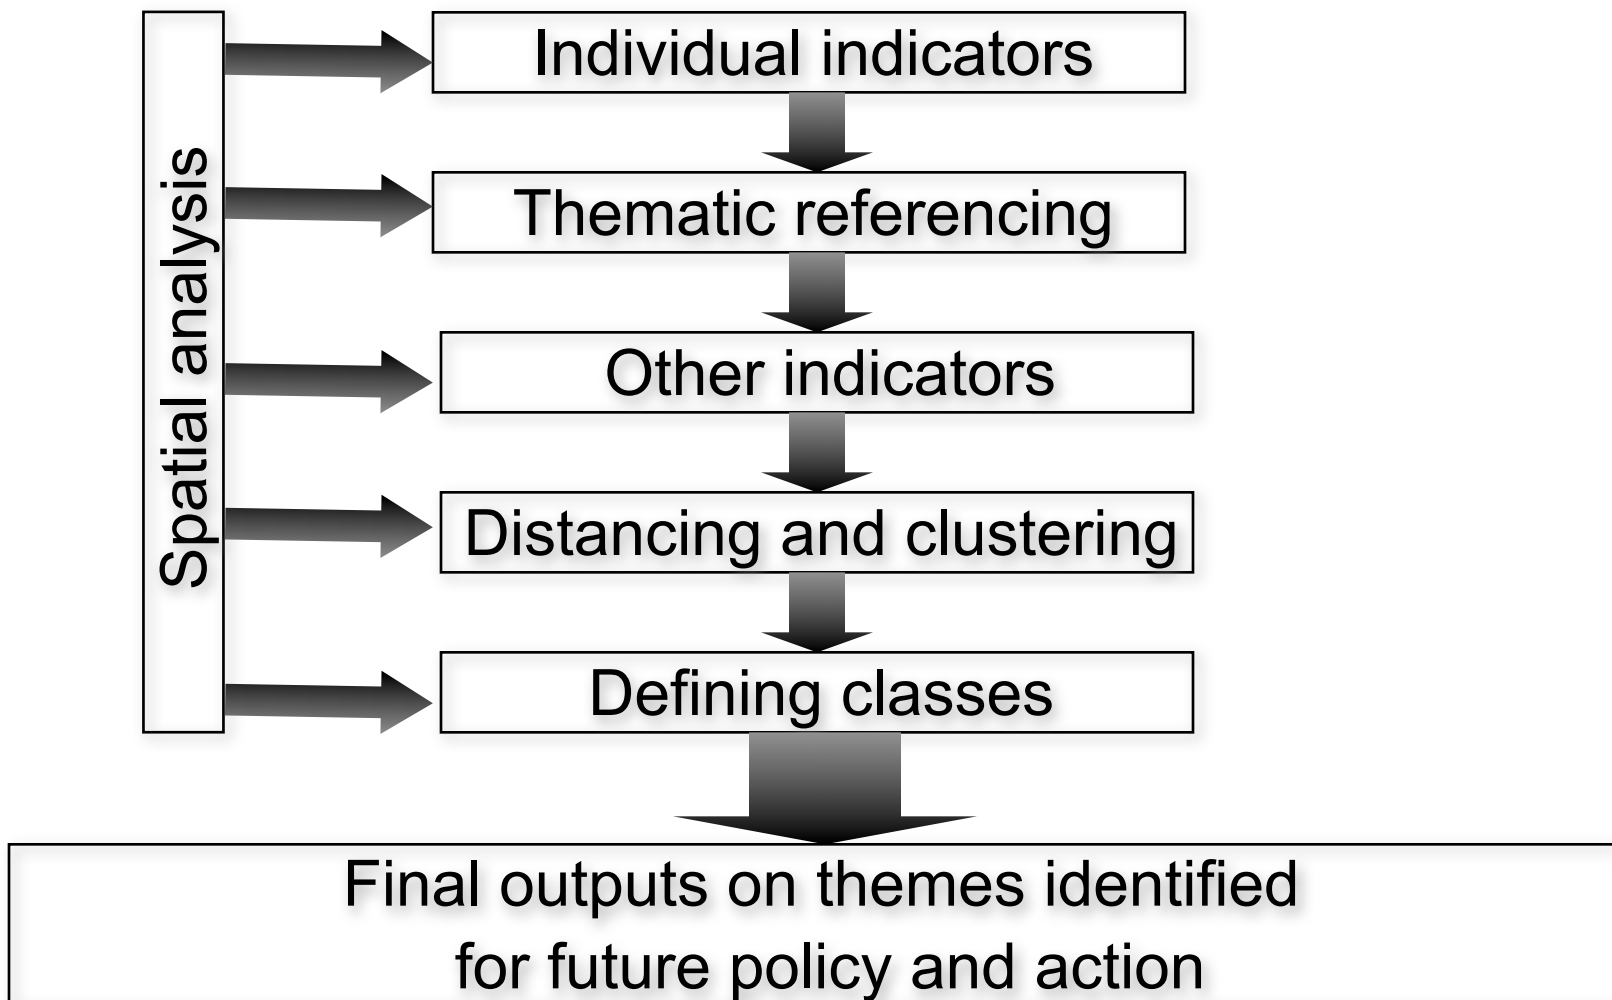 Spatial analysis
Individual indicators
Thematic referencing
Other indicators
Distancing and clustering
Defining classes
Final outputs on themes identified
for future policy and action